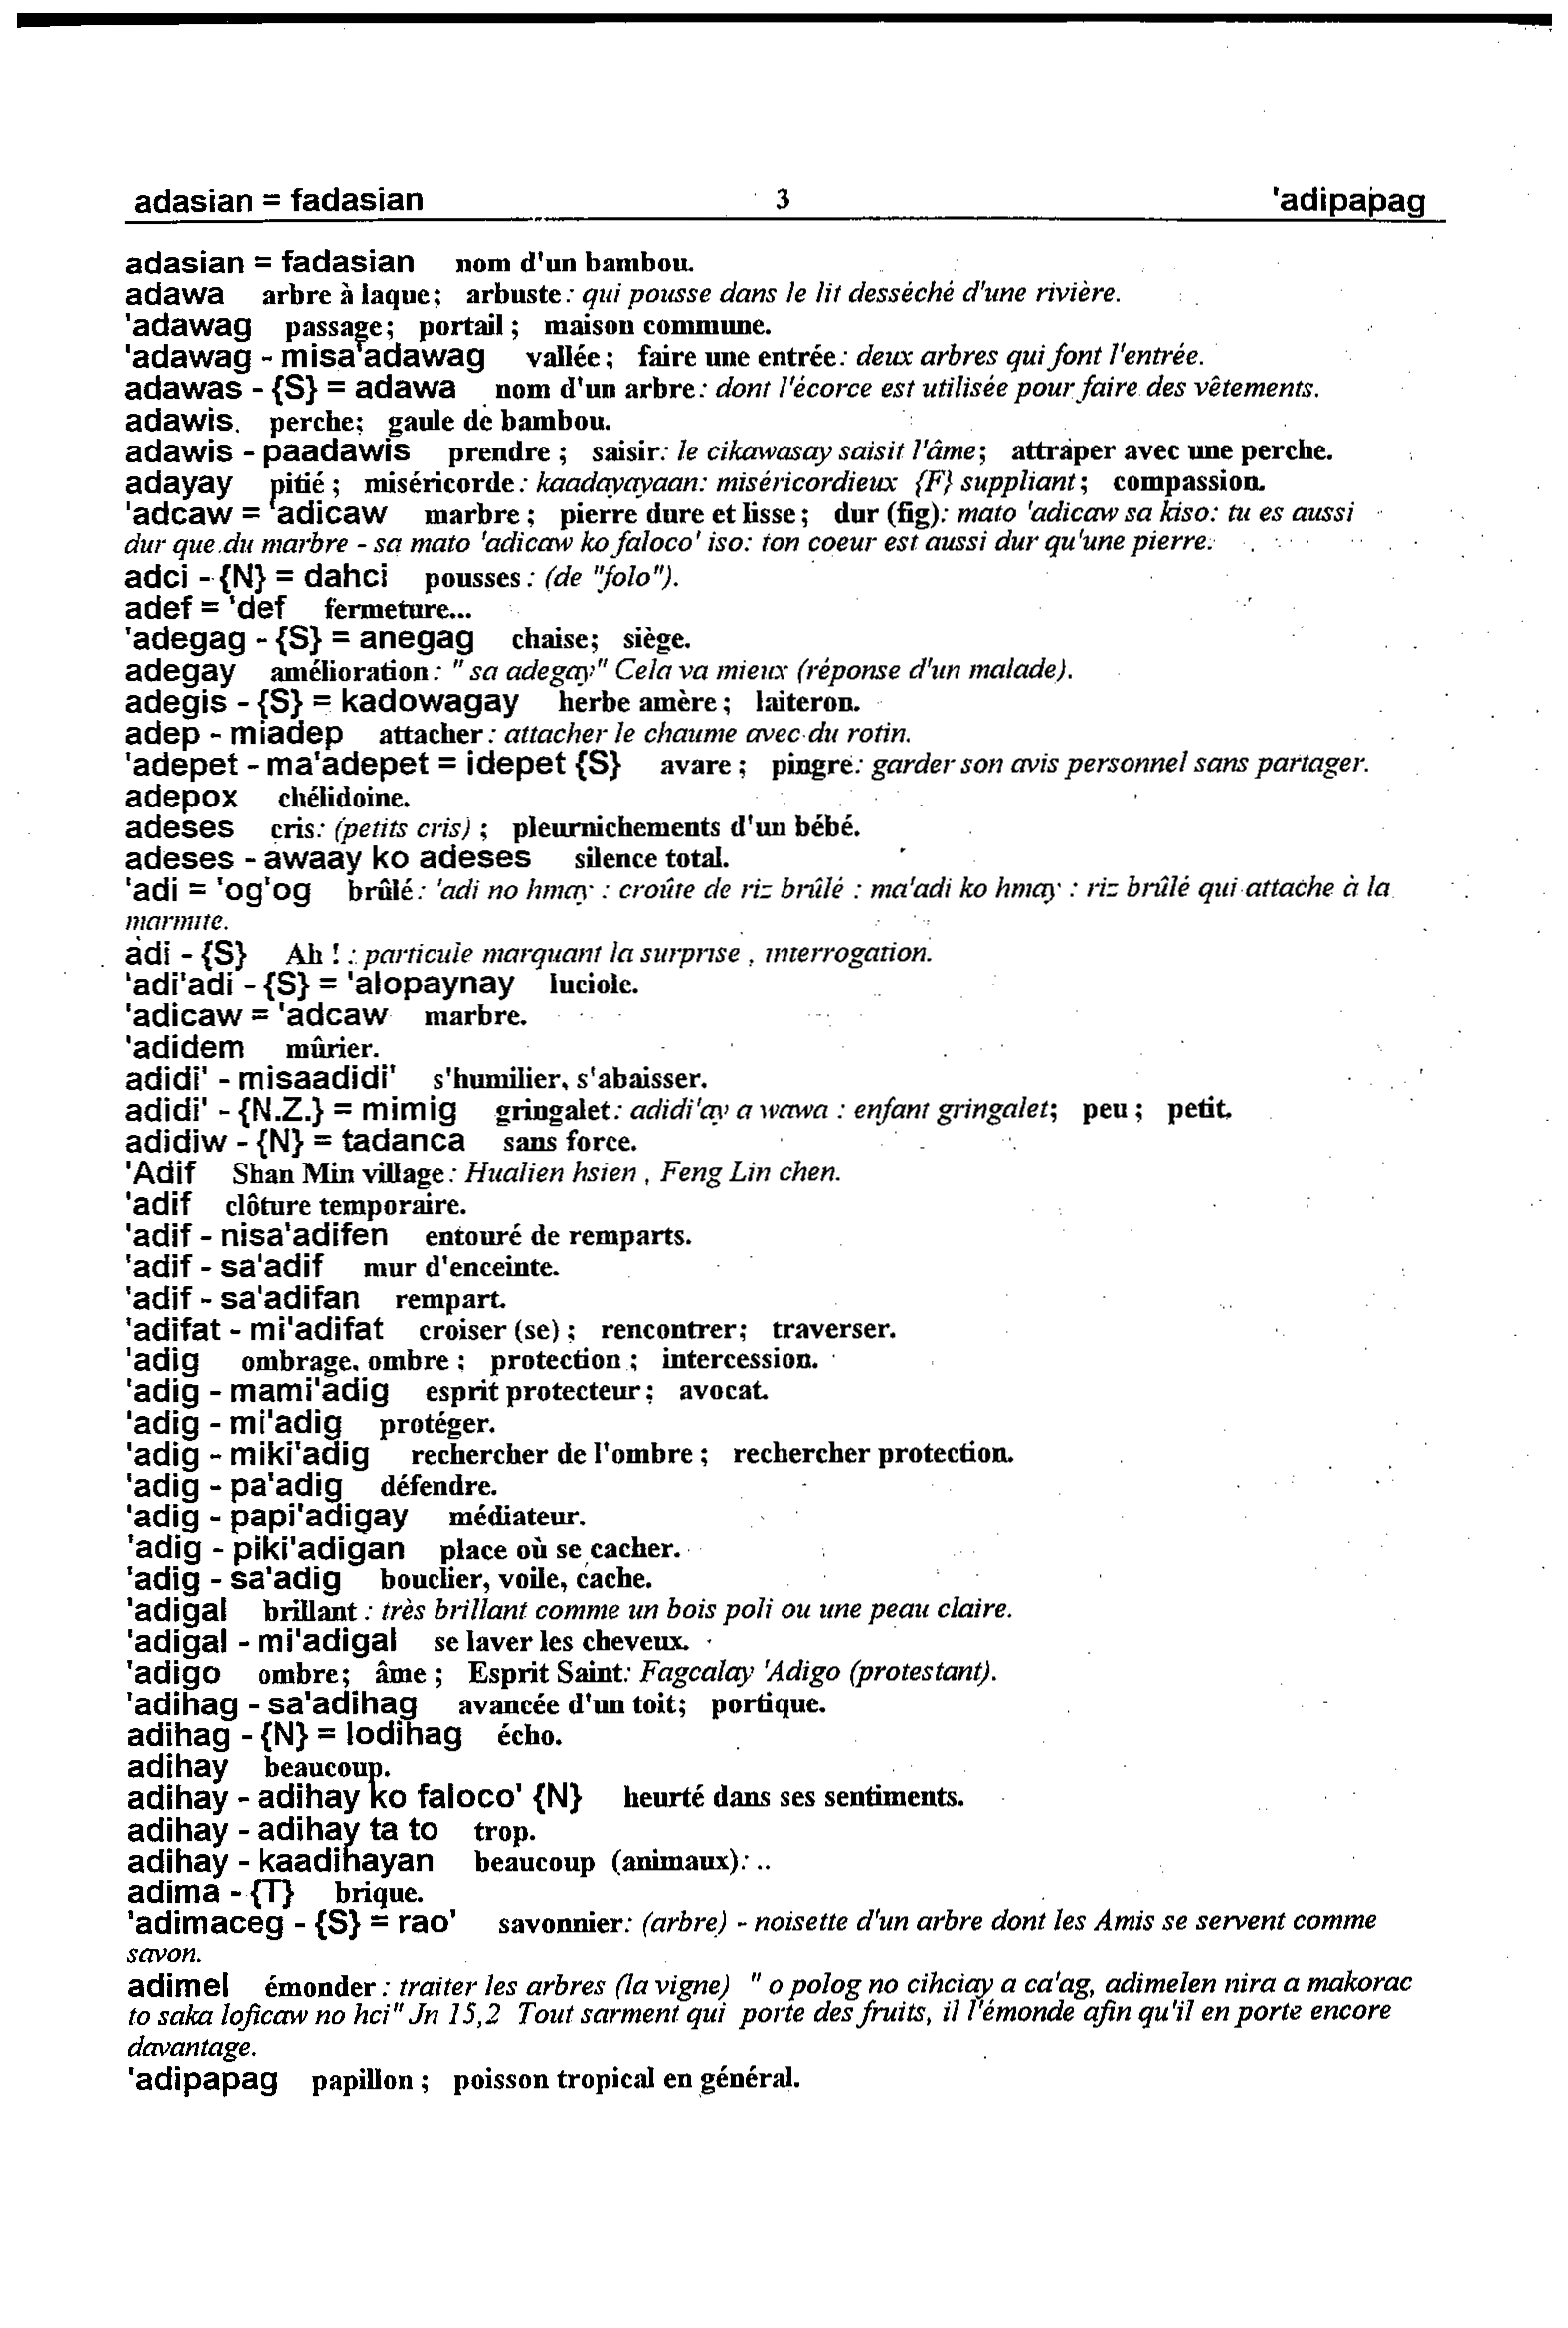 adasian = fadasian 3 'adipapag
adasian = fadasian nom d'un bambou.
adawa arbre à laque; arbuste: qui pousse dans le lit desséché d'une rivière.
'adawag passage; portail ; maison commune.
'adawag - misa'adawag vallée ; faire une entrée: deux arbres qui font l'entrée.
adawas - {S} = adawa nom d'un arbre: dont l'écorce est utilisée pour faire des vêtements.
adawis. perche; gaule de bambou.
adawis - paadawis prendre ; saisir: le cikawasay saisit l'âme; attraper avec une perche.
adayay pitié ; miséricorde: kaadayayaan: miséricordieux {F} suppliant; compassion.
'adcaw = 'adicaw marbre ; pierre dure et lisse ; dur (fig): mato 'adicaw sa kiso: tu es aussi
dur que du marbre - sa mato 'adicaw ko faloco' iso: ton coeur est aussi dur qu'une pierre.
adci - {N} = dahci pousses : (de "folo").
adef = 'def fermeture...
'adegag - {S} = anegag chaise; siège.
adegay amélioration: " sa adegay" Cela va mieux (réponse d'un malade).
adegis - {S} = kadowagay herbe amère ; laiteron.
adep - miadep attacher : attacher le chaume avec du rotin.
'adepet - ma'adepet = idepet {S} avare ; pingre: garder son avis personnel sans partager.
adepox chélidoine.
adeses cris: (petits cris) ; pleurnichements d'un bébé.
adeses - awaay ko adeses silence total.
'adi = 'og'og brûlé: 'adi no hmay : croûte de riz brûlé : ma'adi ko hmay : riz brûlé qui attache à la
marmite.
adi - {S} Ah ! : particule marquant la surprise , interrogation.
'adi'adi - {S} = 'alopaynay luciole.
'adicaw = 'adcaw marbre.
'adidem mûrier.
adidi' - misaadidi' s'humilier, s'abaisser.
adidi' - {N.Z.} = mimig gringalet: adidi'ay a wawa : enfant gringalet; peu ; petit.
adidiw - {N} = tadanca sans force.
'Adif Shan Min village: Hualien hsien , Feng Lin chen.
'adif clôture temporaire.
'adif - nisa'adifen entouré de remparts.
'adif - sa'adif mur d'enceinte.
'adif - sa'adifan rempart.
'adifat - mi'adifat croiser (se) ; rencontrer; traverser.
'adig ombrage, ombre ; protection ; intercession.
'adig - mami'adig esprit protecteur; avocat.
'adig - mi'adig protéger.
'adig - miki'adig rechercher de l'ombre ; rechercher protection.
'adig - pa'adig défendre.
'adig - papi'adigay médiateur.
'adig - piki'adigan place où se cacher.
'adig - sa'adig bouclier, voile, cache.
'adigal brillant : très brillant comme un bois poli ou une peau claire.
'adigal - mi'adigal se laver les cheveux.
'adigo ombre; âme ; Esprit Saint: Fagcalay 'Adigo (protestant).
'adihag - sa'adihag avancée d'un toit; portique.
adihag - {N} = lodihag écho.
adihay beaucoup.
adihay - adihay ko faloco' {N} heurté dans ses sentiments.
adihay - adihay ta to trop.
adihay - kaadihayan beaucoup (animaux): ..
adima - {T} brique.
'adimaceg - {S} = rao' savonnier: (arbre) - noisette d'un arbre dont les Amis se servent comme
savon.
adimel émonder : traiter les arbres (la vigne) " o polog no cihciay a ca'ag, adimelen nira a makorac
to saka loficaw no hci" Jn 15,2 Tout sarment qui porte des fruits, il l'émonde afin qu'il en porte encore
davantage.
'adipapag papillon ; poisson tropical en général.